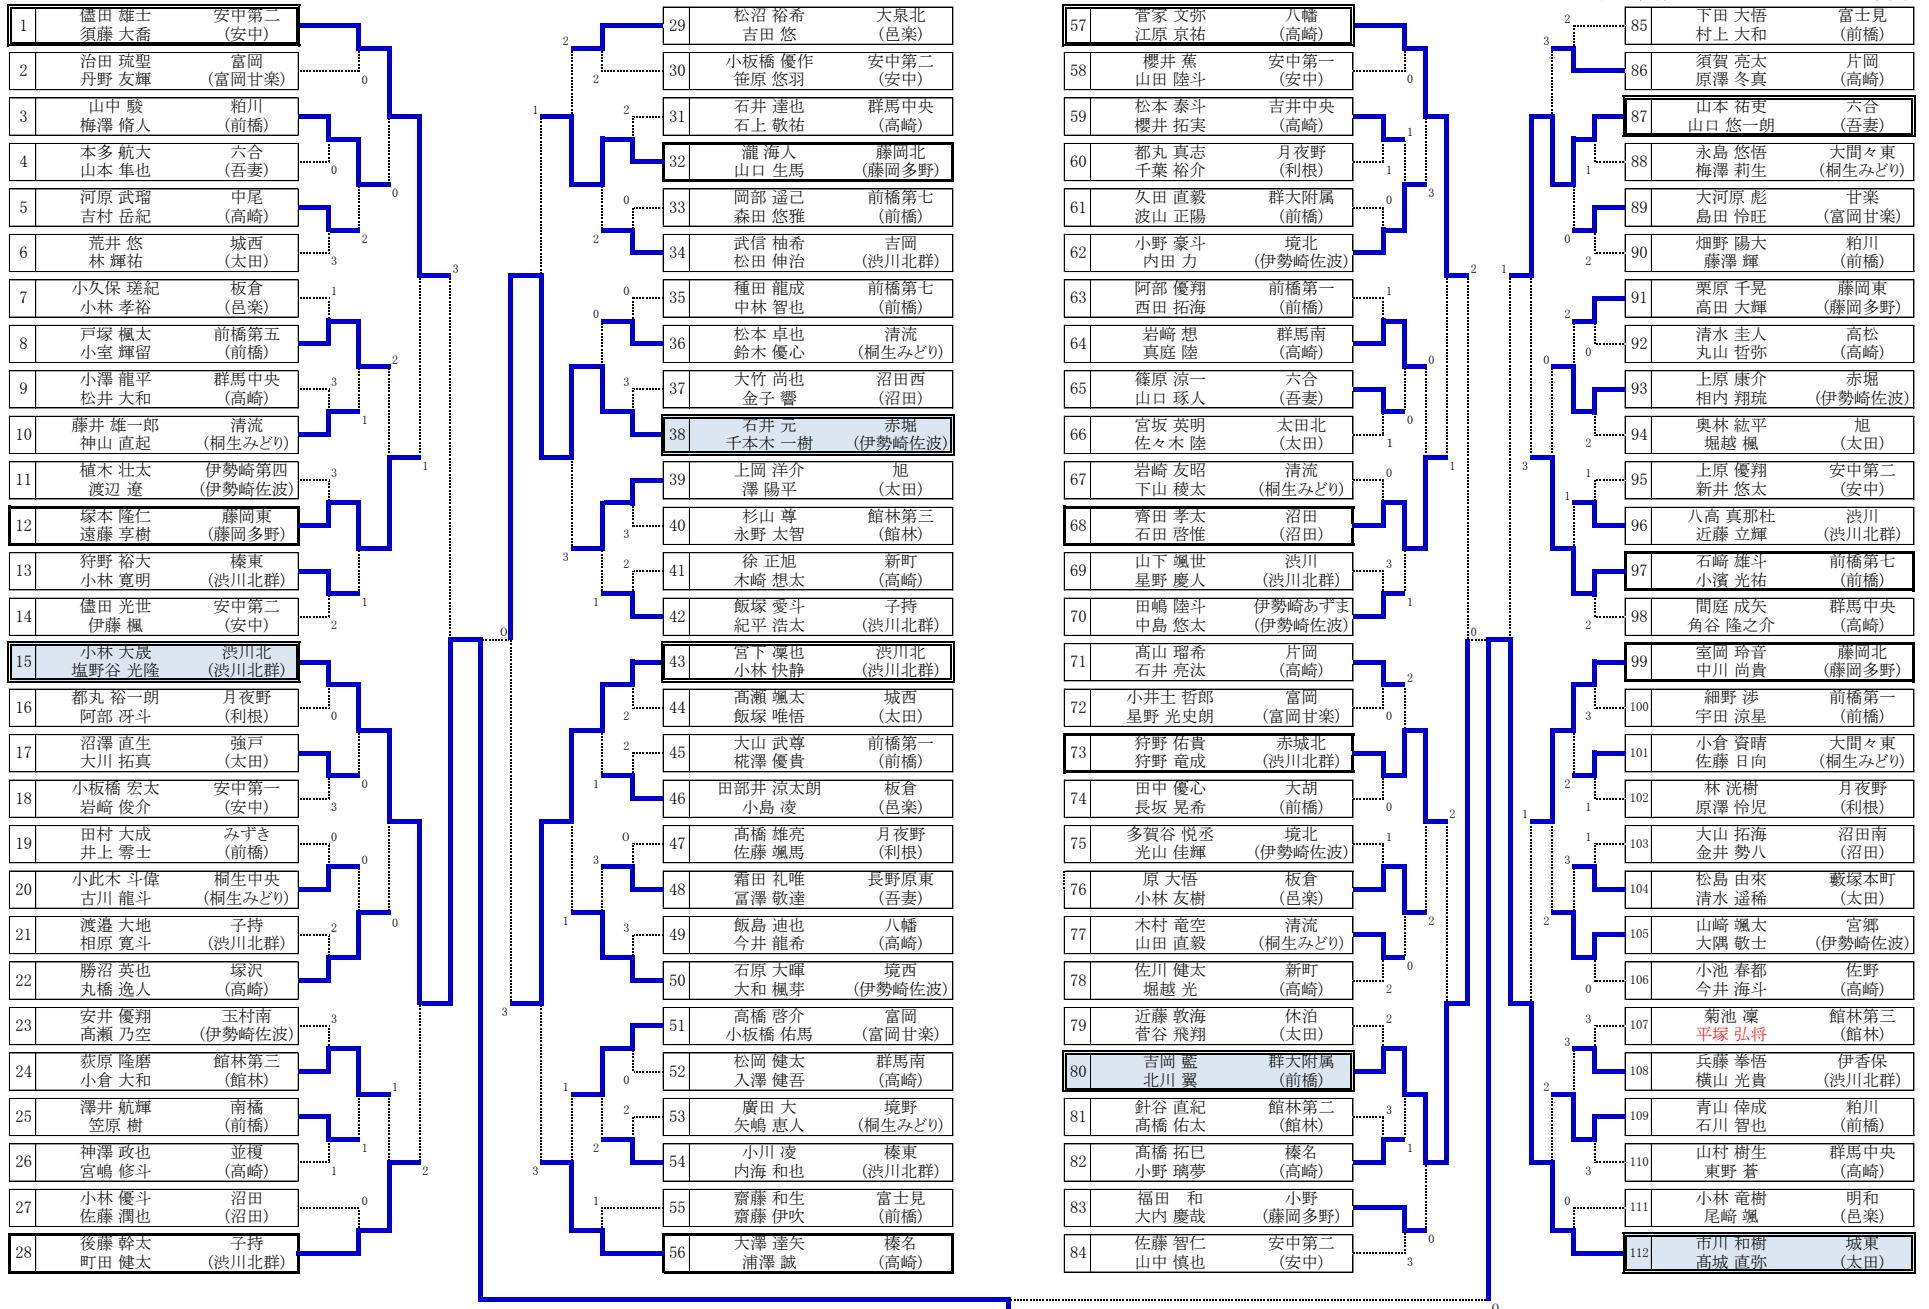 1 儘田 雄士 安中第二
須藤 大喬 (安中)
2 治田 琉聖 富岡
丹野 友輝 (富岡甘楽)
3 山中 駿 粕川
梅澤 脩人 (前橋)
4 本多 航大 六合
山本 隼也 (吾妻)
5 河原 武瑠 中尾
吉村 岳紀 (高崎)
6 荒井 悠 城西
林 輝祐 (太田)
7 小久保 瑳紀 板倉
小林 孝裕 (邑楽)
8 戸塚 楓太 前橋第五
小室 輝留 (前橋)
9 小澤 龍平 群馬中央
松井 大和 (高崎)
10 藤井 雄一郎 清流
神山 直起 (桐生みどり)
11 植木 壮太 伊勢崎第四
渡辺 遼 (伊勢崎佐波)
12 塚本 隆仁 藤岡東
遠藤 享樹 (藤岡多野)
13 狩野 裕大 榛東
小林 寛明 (渋川北群)
14 儘田 光世 安中第二
伊藤 楓 (安中)
15 小林 大晟 渋川北
塩野谷 光隆 (渋川北群)
16 都丸 裕一朗 月夜野
阿部 冴斗 (利根)
17 沼澤 直生 強戸
大川 拓真 (太田)
18 小板橋 宏太 安中第一
岩﨑 俊介 (安中)
19 田村 大成 みずき
井上 零士 (前橋)
20 小此木 斗偉 桐生中央
古川 龍斗 (桐生みどり)
21 渡邉 大地 子持
相原 寛斗 (渋川北群)
22 勝沼 英也 塚沢
丸橋 逸人 (高崎)
23 安井 優翔 玉村南
髙瀬 乃空 (伊勢崎佐波)
24 荻原 隆磨 館林第三
小倉 大和 (館林)
25 澤井 航輝 南橘
笠原 樹 (前橋)
26 神澤 政也 並榎
宮嶋 修斗 (高崎)
27 小林 優斗 沼田
佐藤 潤也 (沼田)
28 後藤 幹太 子持
町田 健太 (渋川北群)
29 松沼 裕希 大泉北
吉田 悠 (邑楽)
30 小板橋 優作 安中第二
笹原 悠羽 (安中)
31 石井 達也 群馬中央
石上 敬祐 (高崎)
32 瀧 海人 藤岡北
山口 生馬 (藤岡多野)
33 岡部 遥己 前橋第七
森田 悠雅 (前橋)
34 武信 柚希 吉岡
松田 伸治 (渋川北群)
35 種田 龍成 前橋第七
中林 智也 (前橋)
36 松本 卓也 清流
鈴木 優心 (桐生みどり)
37 大竹 尚也 沼田西
金子 響 (沼田)
38 石井 元 赤堀
千本木 一樹 (伊勢崎佐波)
39 上岡 洋介 旭
澤 陽平 (太田)
40 杉山 尊 館林第三
永野 太智 (館林)
41 徐 正旭 新町
木崎 想太 (高崎)
42 飯塚 愛斗 子持
紀平 浩太 (渋川北群)
43 宮下 凜也 渋川北
小林 快静 (渋川北群)
44 髙瀬 颯太 城西
飯塚 唯悟 (太田)
45 大山 武尊 前橋第一
椛澤 優貴 (前橋)
46 田部井 涼太朗 板倉
小島 凌 (邑楽)
47 髙橋 雄亮 月夜野
佐藤 颯馬 (利根)
48 霜田 礼唯 長野原東
冨澤 敬達 (吾妻)
49 飯島 迪也 八幡
今井 龍希 (高崎)
50 石原 大暉 境西
大和 楓芽 (伊勢崎佐波)
51 高橋 啓介 富岡
小板橋 佑馬 (富岡甘楽)
52 松岡 健太 群馬南
入澤 健吾 (高崎)
53 廣田 大 境野
矢嶋 恵人 (桐生みどり)
54 小川 凌 榛東
内海 和也 (渋川北群)
55 齋藤 和生 富士見
齋藤 伊吹 (前橋)
56 大澤 達矢 榛名
浦澤 誠 (高崎)
57 菅家 文弥 八幡
江原 京祐 (高崎)
58 櫻井 蕉 安中第一
山田 陸斗 (安中)
59 松本 泰斗 吉井中央
櫻井 拓実 (高崎)
60 都丸 真志 月夜野
千葉 裕介 (利根)
61 久田 直毅 群大附属
波山 正陽 (前橋)
62 小野 豪斗 境北
内田 力 (伊勢崎佐波)
63 阿部 優翔 前橋第一
西田 拓海 (前橋)
64 岩﨑 想 群馬南
真庭 陸 (高崎)
65 篠原 涼一 六合
山口 琢人 (吾妻)
66 宮坂 英明 太田北
佐々木 陸 (太田)
67 岩崎 友昭 清流
下山 稜太 (桐生みどり)
68 齊田 孝太 沼田
石田 啓惟 (沼田)
69 山下 颯世 渋川
星野 慶人 (渋川北群)
70 田嶋 陸斗 伊勢崎あずま
中島 悠太 (伊勢崎佐波)
71 髙山 瑠希 片岡
石井 亮汰 (高崎)
72 小井土 哲郎 富岡
星野 光史朗 (富岡甘楽)
73 狩野 佑貴 赤城北
狩野 竜成 (渋川北群)
74 田中 優心 大胡
長坂 晃希 (前橋)
75 多賀谷 悦丞 境北
光山 佳輝 (伊勢崎佐波)
76 原 大悟 板倉
小林 友樹 (邑楽)
77 木村 竜空 清流
山田 直毅 (桐生みどり)
78 佐川 健太 新町
堀越 光 (高崎)
79 近藤 敦海 休泊
菅谷 飛翔 (太田)
80 吉岡 藍 群大附属
北川 翼 (前橋)
81 針谷 直紀 館林第二
髙橋 佑太 (館林)
82 髙橋 拓巳 榛名
小野 璃夢 (高崎)
83 福田 和 小野
大内 慶哉 (藤岡多野)
84 佐藤 智仁 安中第二
山中 慎也 (安中)
85 下田 大悟 富士見
村上 大和 (前橋)
86 須賀 亮太 片岡
原澤 冬真 (高崎)
87 山本 祐吏 六合
山口 悠一朗 (吾妻)
88 永島 悠悟 大間々東
梅澤 莉生 (桐生みどり)
89 大河原 彪 甘楽
島田 怜旺 (富岡甘楽)
90 畑野 陽大 粕川
藤澤 輝 (前橋)
91 栗原 千晃 藤岡東
高田 大輝 (藤岡多野)
92 清水 圭人 高松
丸山 哲弥 (高崎)
93 上原 康介 赤堀
相内 翔琉 (伊勢崎佐波)
94 奥林 紘平 旭
堀越 楓 (太田)
95 上原 優翔 安中第二
新井 悠太 (安中)
96 八高 真那杜 渋川
近藤 立輝 (渋川北群)
97 石﨑 雄斗 前橋第七
小濱 光祐 (前橋)
98 間庭 成矢 群馬中央
角谷 隆之介 (高崎)
99 室岡 玲音 藤岡北
中川 尚貴 (藤岡多野)
100 細野 渉 前橋第一
宇田 涼星 (前橋)
101 小倉 資晴 大間々東
佐藤 日向 (桐生みどり)
102 林 洸樹 月夜野
原澤 怜児 (利根)
103 大山 拓海 沼田南
金井 勢八 (沼田)
104 松島 由來 藪塚本町
清水 遥稀 (太田)
105 山﨑 颯太 宮郷
大隅 敬士 (伊勢崎佐波)
106 小池 春都 佐野
今井 海斗 (高崎)
107 菊池 凜 館林第三
平塚 弘将 (館林)
108 兵藤 拳悟 伊香保
横山 光貴 (渋川北群)
109 青山 倖成 粕川
石川 智也 (前橋)
110 山村 樹生 群馬中央
東野 蒼 (高崎)
111 小林 竜樹 明和
尾﨑 颯 (邑楽)
112 市川 和樹 城東
髙城 直弥 (太田)